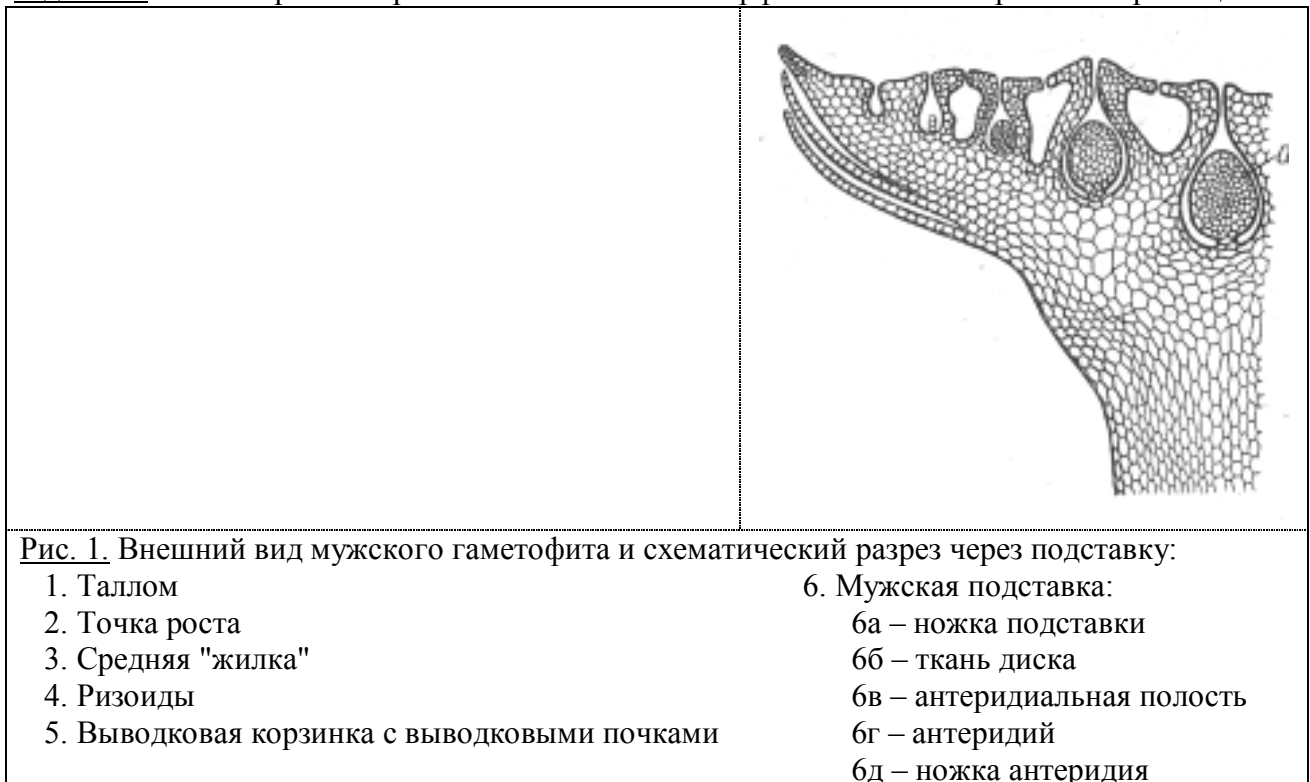 а
Рис. 1. Внешний вид мужского гаметофита и схематический разрез через подставку:
1. Таллом
2. Точка роста
3. Средняя "жилка"
4. Ризоиды
5. Выводковая корзинка с выводковыми почками
6. Мужская подставка:
6а – ножка подставки
6б – ткань диска
6в – антеридиальная полость
6г – антеридий
6д – ножка антеридия